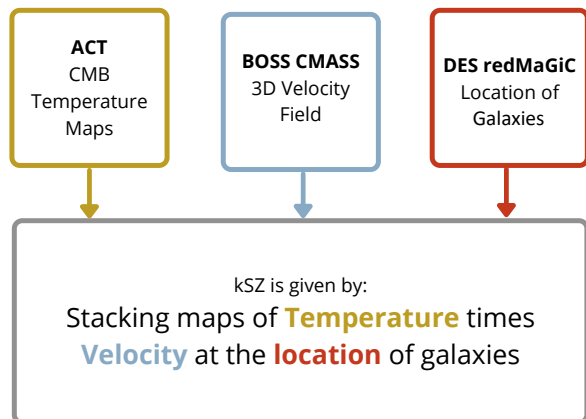 ACT
CMB
Temperature
Maps
BOSS CMASS
3D Velocity
Field
DES redMaGiC
Location of
Galaxies
kSZ is given by:
Stacking maps of Temperature times
Velocity at the location of galaxies